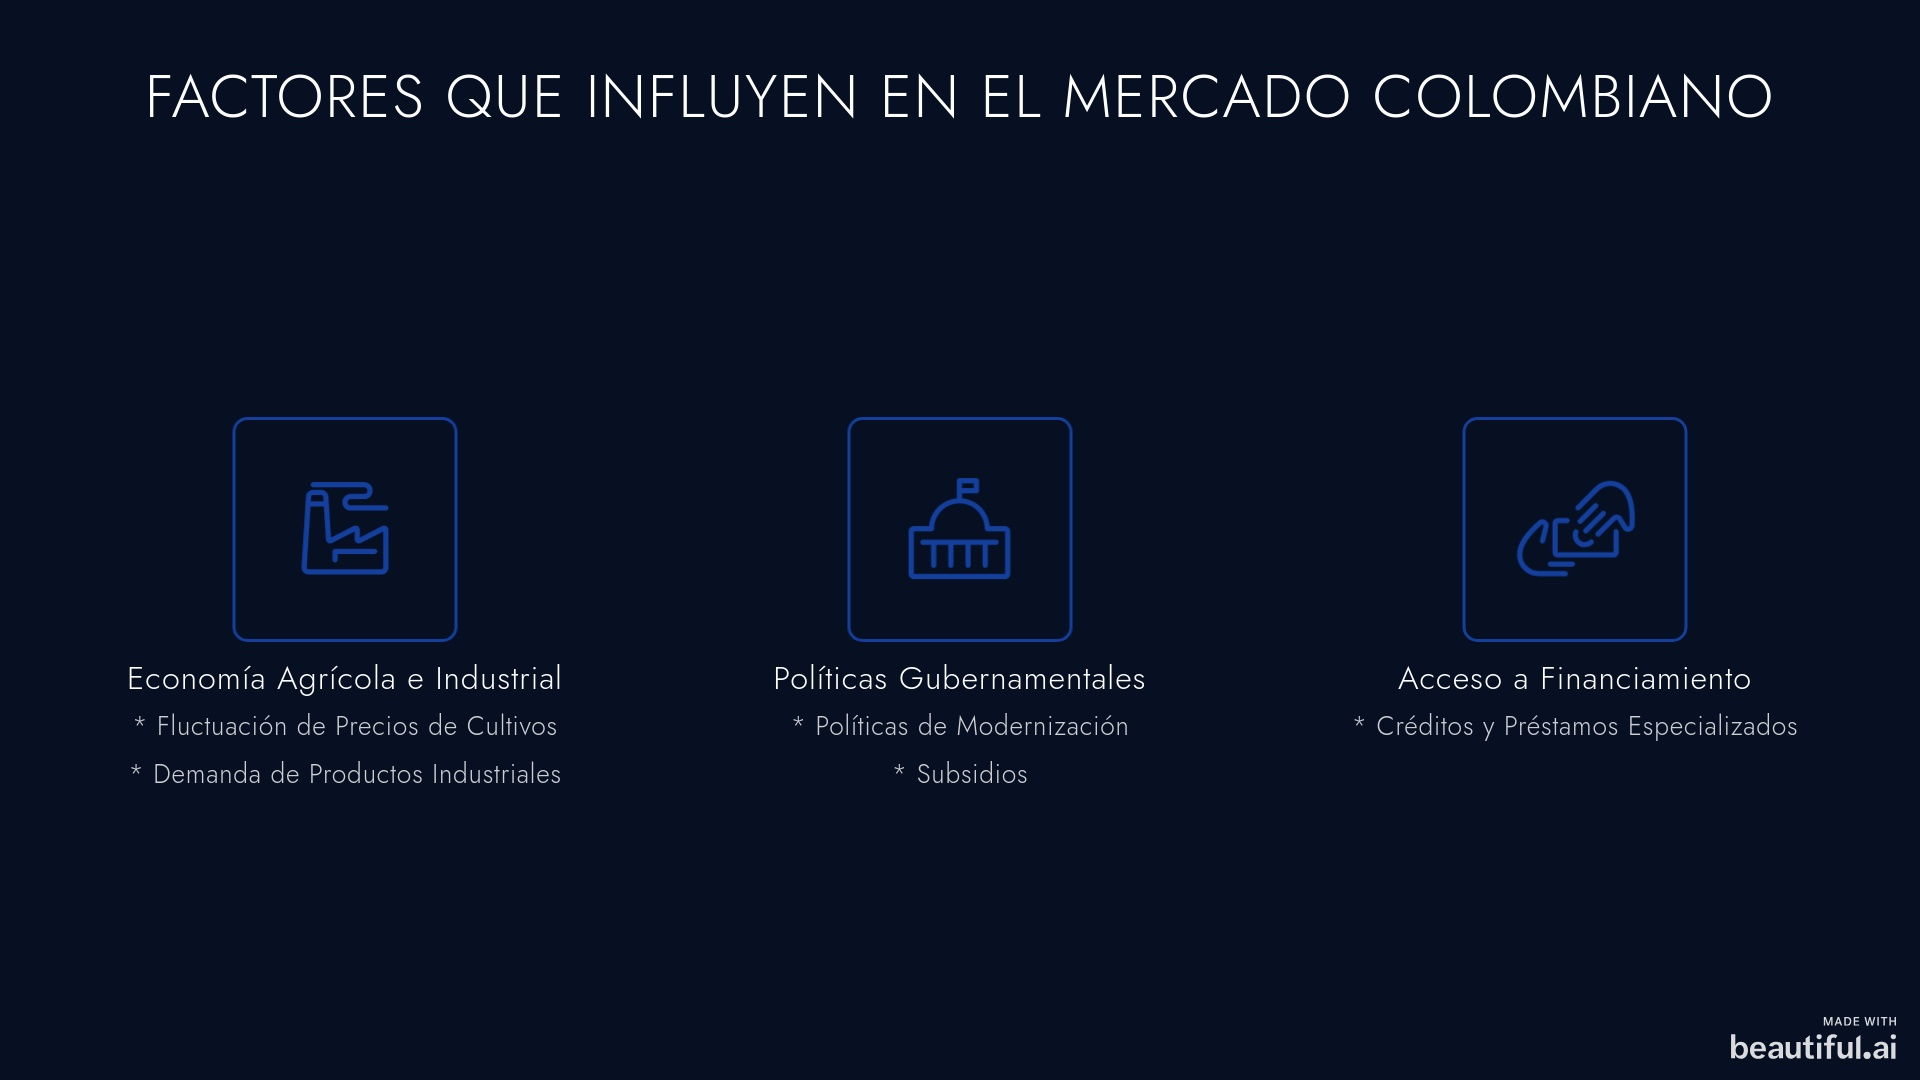 FACTORES QUE INFLUYEN EN EL MERCADO COLOMBIANO
Economía Agrícola e Industrial
* Fluctuación de Precios de Cultivos
* Demanda de Productos Industriales
Políticas Gubernamentales
* Políticas de Modernización
* Subsidios
Acceso a Financiamiento
* Créditos y Préstamos Especializados
MADE WITH
beautiful.ai